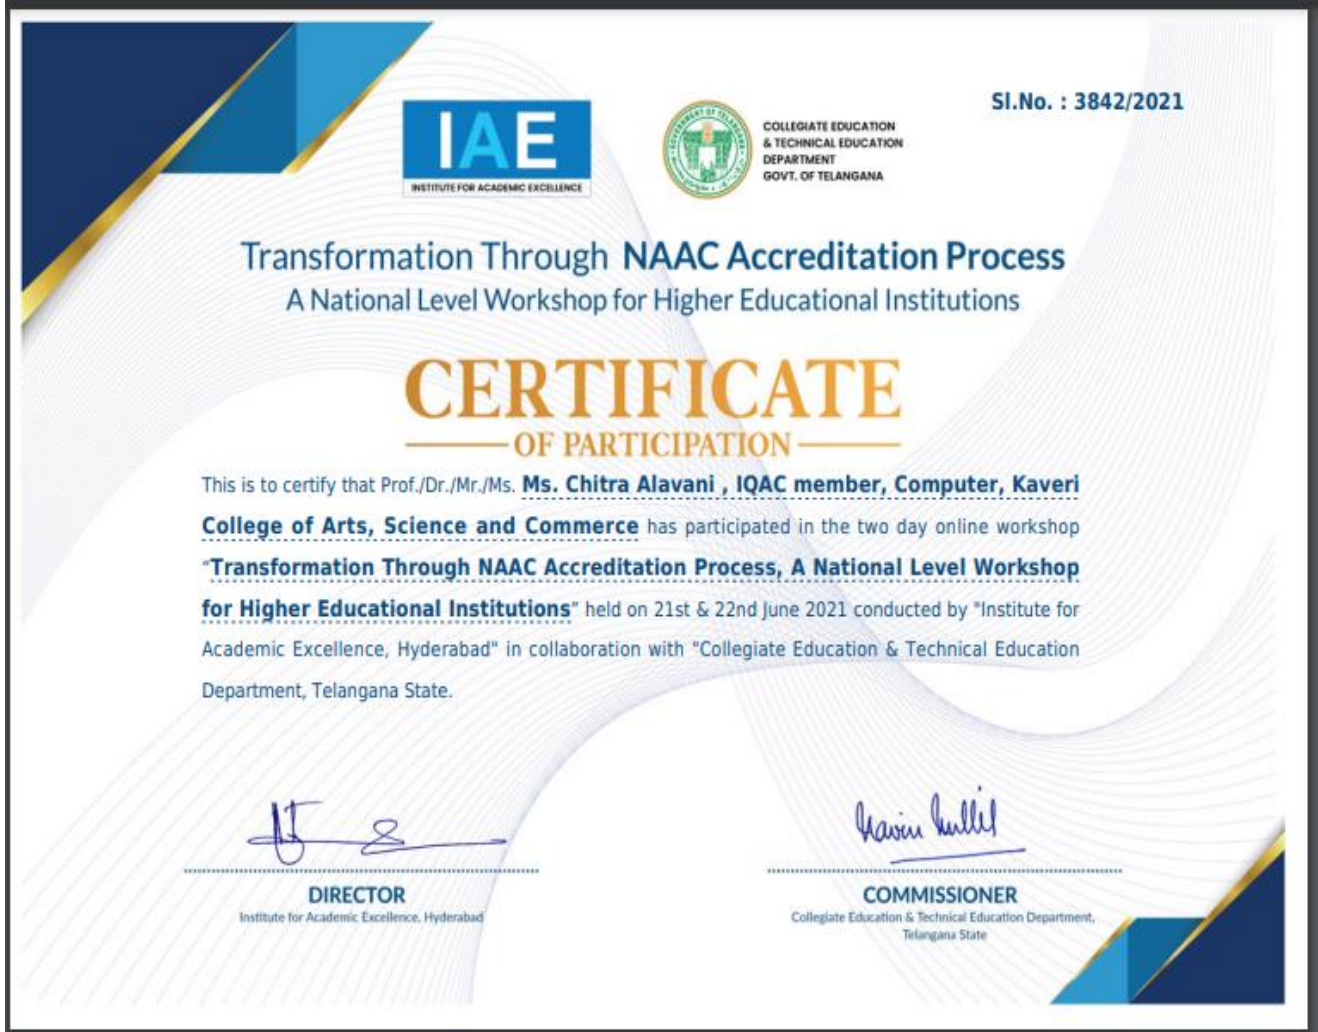 Sl.No. : 3842/2021
IAE
INSTITUTE FOR ACADEMIC EXCELLENCE
COLLEGIATE EDUCATION
& TECHNICAL EDUCATION
DEPARTMENT
GOVT. OF TELANGANA
Transformation Through NAAC Accreditation Process
A National Level Workshop for Higher Educational Institutions
CERTIFICATE
OF PARTICIPATION
This is to certify that Prof./Dr./Mr./Ms. Ms. Chitra Alavani , IQAC member, Computer, Kaveri
College of Arts, Science and Commerce has participated in the two day online workshop
"Transformation Through NAAC Accreditation Process, A National Level Workshop
for Higher Educational Institutions" held on 21st & 22nd June 2021 conducted by "Institute for
Academic Excellence, Hyderabad" in collaboration with "Collegiate Education & Technical Education
Department, Telangana State.
DIRECTOR
Institute for Academic Excellence, Hyderabad
COMMISSIONER
Collegiate Education & Technical Education Department,
Telangana State